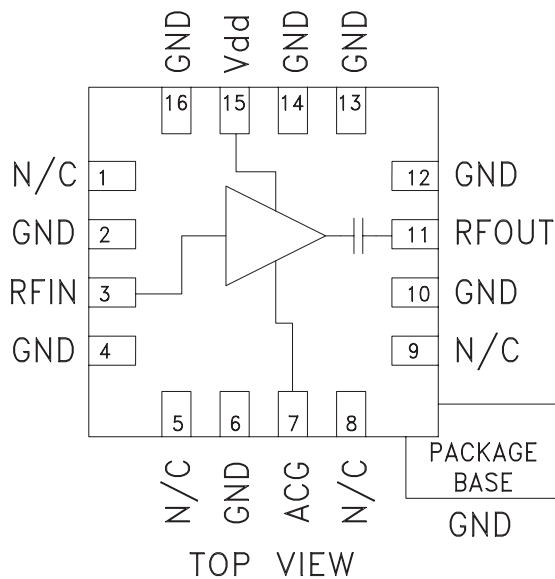 GND Vdd GND GND
16 15 14 13
N/C 1 12 GND
GND 2 11 RFOUT
RFIN 3 10 GND
GND 4 9 N/C
5 6 7 8
N/C GND ACG N/C
PACKAGE
BASE
GND
TOP VIEW